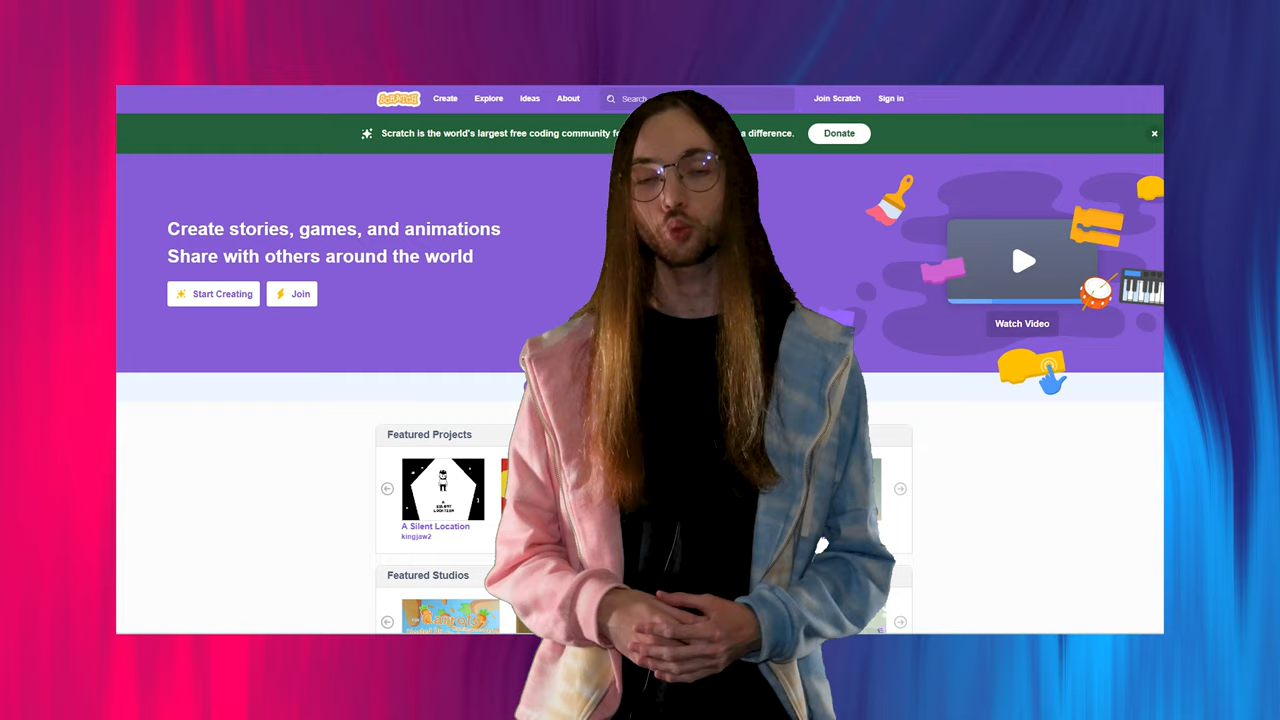 SCRATCH Create Explore Ideas About Search Join Scratch Sign in
Scratch is the world's largest free coding community a difference. Donate
Create stories, games, and animations
Share with others around the world
Start Creating Join
Watch Video
Featured Projects
A Silent Location
kingjaw2
Featured Studios